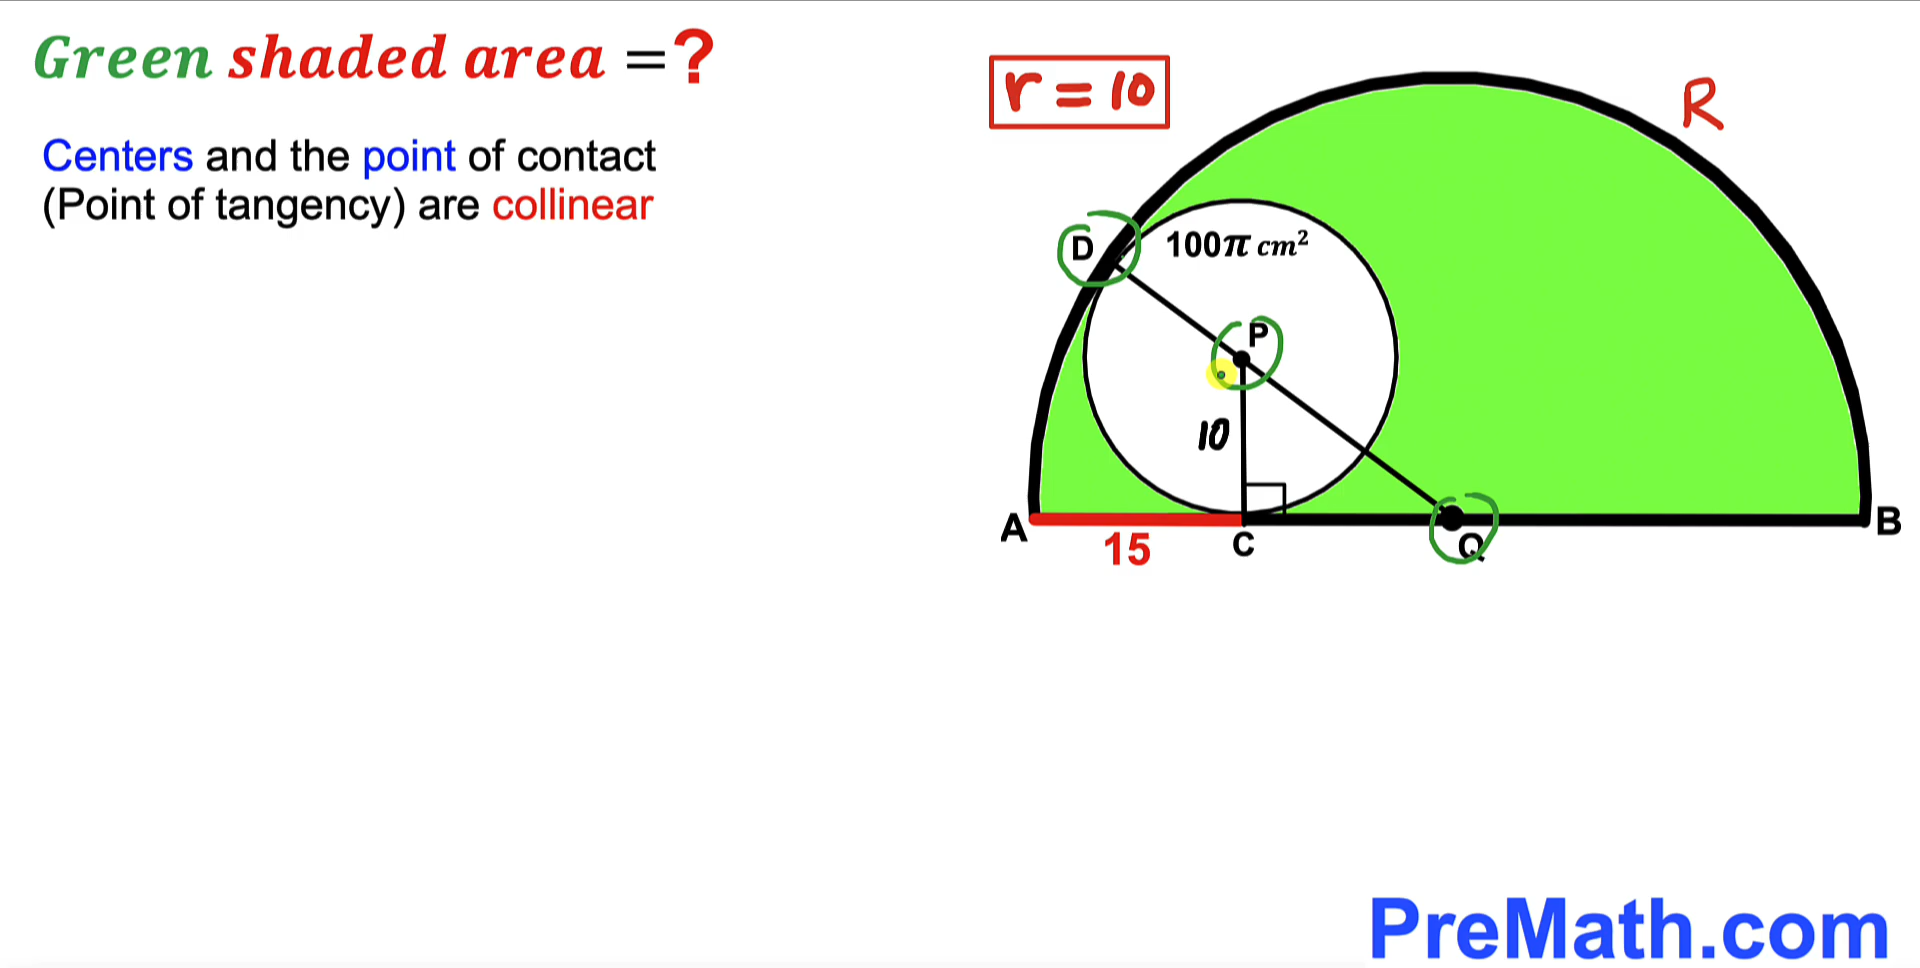 Green shaded area =?
Centers and the point of contact
(Point of tangency) are collinear
r = 10
R
D
100π cm²
P
10
A
15
C
Q
B
PreMath.com